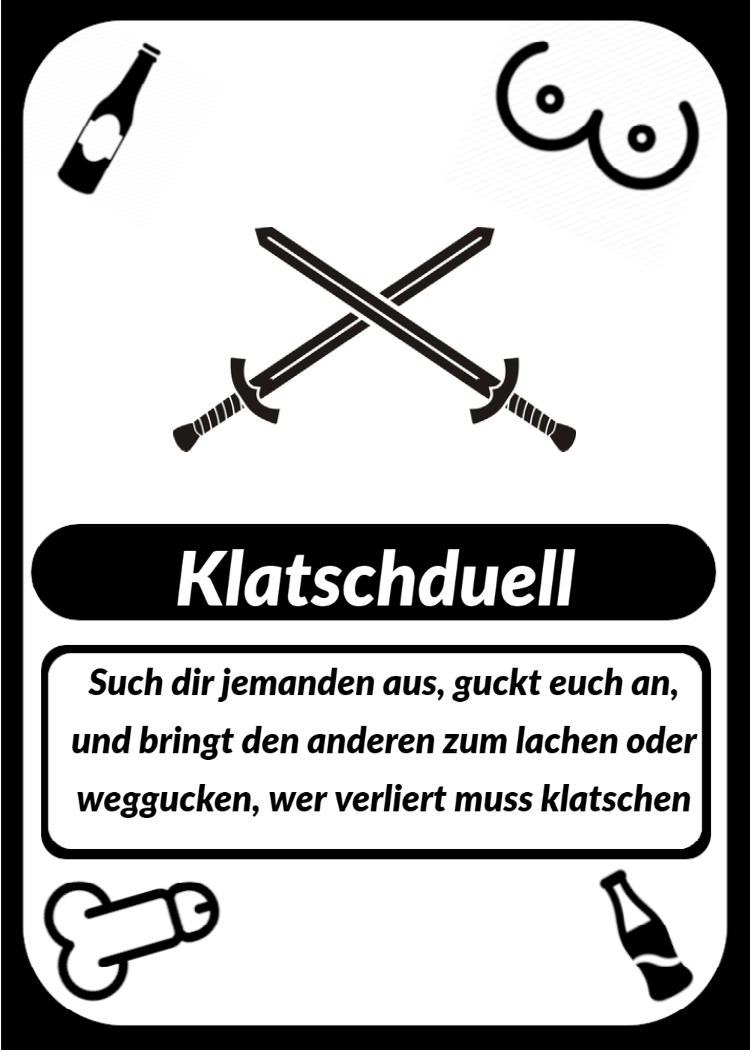 Klatschduell
Such dir jemanden aus, guckt euch an,
und bringt den anderen zum lachen oder
weggucken, wer verliert muss klatschen